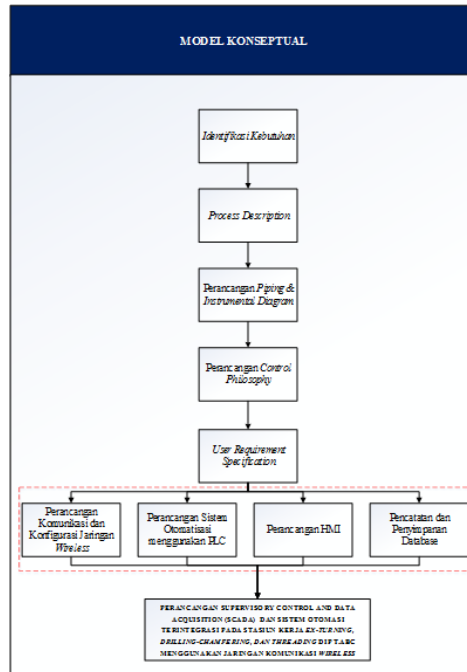 MODEL KONSEPTUAL
Identifikasi Kebutuhan
Process Description
Perancangan Piping &
Instrumental Diagram
Perancangan Control
Philosophy
User Requirement
Specification
Perancangan
Komunikasi dan
Konfigurasi Jaringan
Wireless
Perancangan Sistem
Otomatisasi
menggunakan PLC
Perancangan HMI
Pencatatan dan
Penyimpanan
Database
PERANCANGAN SUPERVISORY CONTROL AND DATA
ACQUISITION (SCADA) DAN SISTEM OTOMASI
TERINTEGRASI PADA STASIUN KERJA EX-TURNING,
DRILLING-CHAMFERING, DAN THREADING DI PT ABC
MENGGUNAKAN JARINGAN KOMUNIKASI WIRELESS